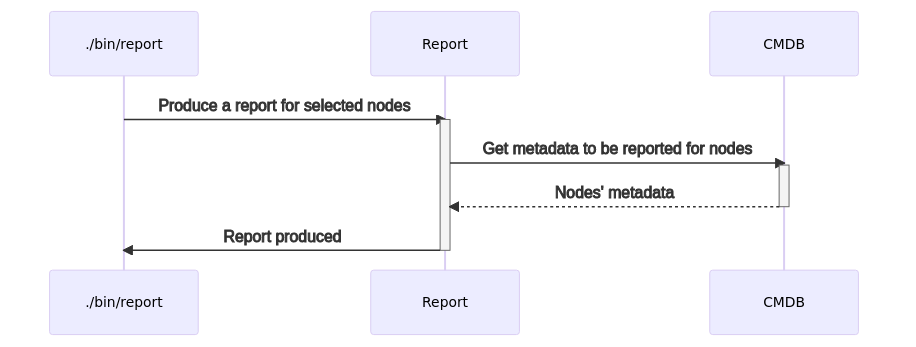 ./bin/report
Report
CMDB
Produce a report for selected nodes
Get metadata to be reported for nodes
Nodes' metadata
Report produced
./bin/report
Report
CMDB